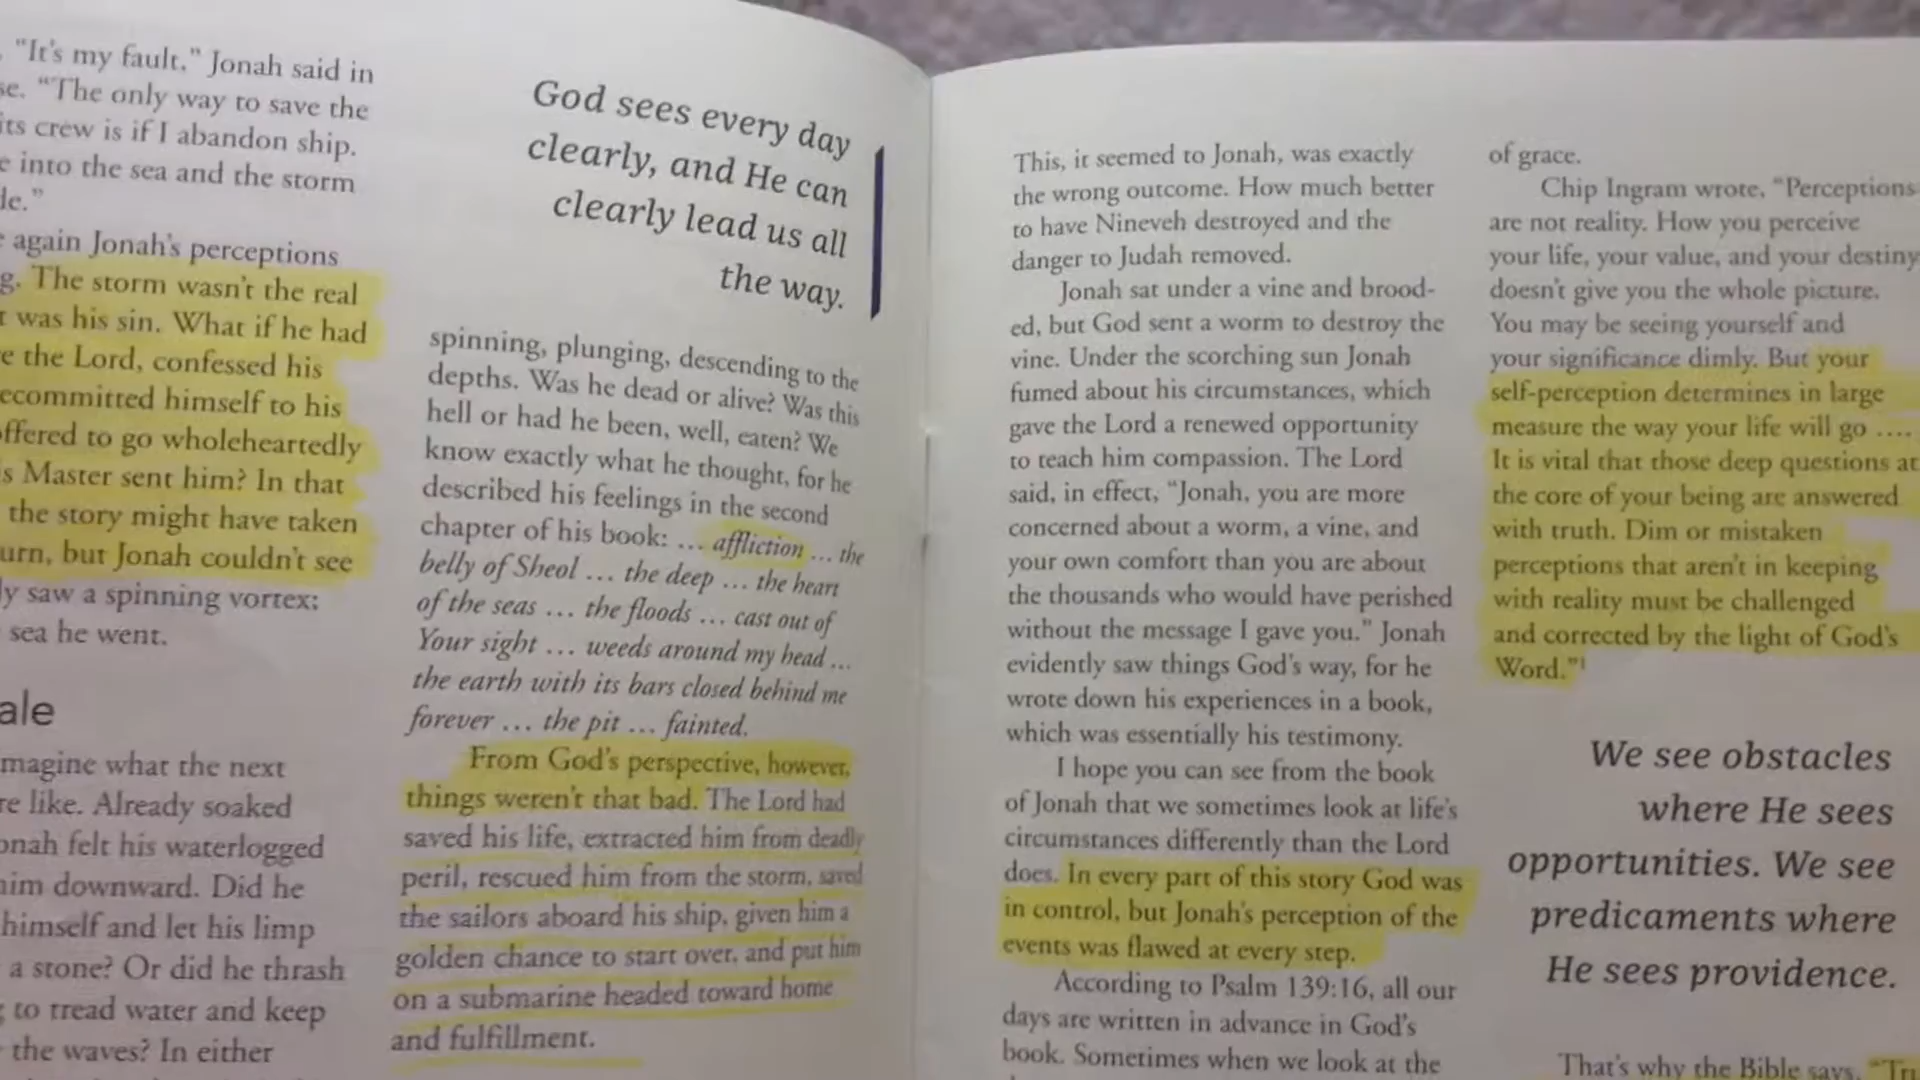 "It's my fault," Jonah said in
"The only way to save the
its crew is if I abandon ship.
into the sea and the storm
again Jonah's perceptions
The storm wasn't the real
was his sin. What if he had
the Lord, confessed his
recommitted himself to his
offered to go wholeheartedly
Master sent him? In that
the story might have taken
but Jonah couldn't see
saw a spinning vortex;
sea he went.
what the next
like. Already soaked
Jonah felt his waterlogged
him downward. Did he
himself and let his limp
a stone? Or did he thrash
to tread water and keep
the waves? In either
God sees every day
clearly, and He can
clearly lead us all
the way.
spinning, plunging, descending to the
depths. Was he dead or alive? Was this
hell or had he been, well, eaten? We
know exactly what he thought, for he
described his feelings in the second
chapter of his book: ... affliction ... the
belly of Sheol ... the deep ... the heart
of the seas ... the floods ... cast out of
Your sight ... weeds around my head ...
the earth with its bars closed behind me
forever ... the pit ... fainted.
From God's perspective, however,
things weren't that bad. The Lord had
saved his life, extracted him from deadly
peril, rescued him from the storm, saved
the sailors aboard his ship, given him a
golden chance to start over, and put him
on a submarine headed toward home
and fulfillment.
This, it seemed to Jonah, was exactly
the wrong outcome. How much better
to have Nineveh destroyed and the
danger to Judah removed.
Jonah sat under a vine and brood-
ed, but God sent a worm to destroy the
vine. Under the scorching sun Jonah
fumed about his circumstances, which
gave the Lord a renewed opportunity
to teach him compassion. The Lord
said, in effect, "Jonah, you are more
concerned about a worm, a vine, and
your own comfort than you are about
the thousands who would have perished
without the message I gave you." Jonah
evidently saw things God's way, for he
wrote down his experiences in a book,
which was essentially his testimony.
I hope you can see from the book
of Jonah that we sometimes look at life's
circumstances differently than the Lord
does. In every part of this story God was
in control, but Jonah's perception of the
events was flawed at every step.
According to Psalm 139:16, all our
days are written in advance in God's
book. Sometimes when we look at the
of grace.
Chip Ingram wrote, "Perceptions
are not reality. How you perceive
your life, your value, and your destiny
doesn't give you the whole picture.
You may be seeing yourself and
your significance dimly. But your
self-perception determines in large
measure the way your life will go ....
It is vital that those deep questions at
the core of your being are answered
with truth. Dim or mistaken
perceptions that aren't in keeping
with reality must be challenged
and corrected by the light of God's
Word."1
We see obstacles
where He sees
opportunities. We see
predicaments where
He sees providence.
That's why the Bible says,